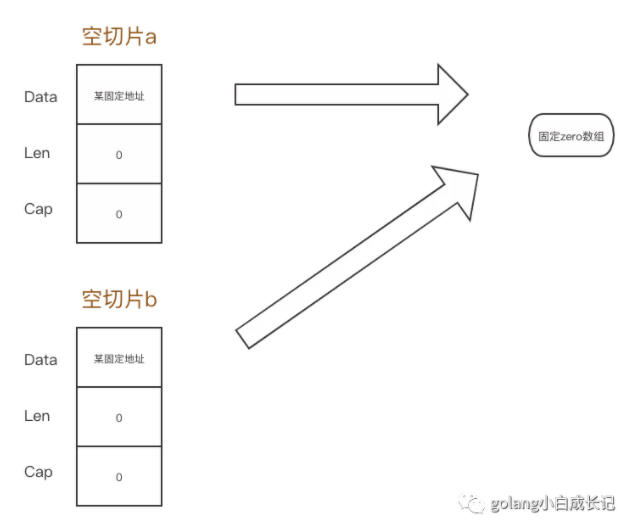 空切片a
Data
某固定地址
Len
0
Cap
0
固定zero数组
空切片b
Data
某固定地址
Len
0
Cap
0
golang小白成长记